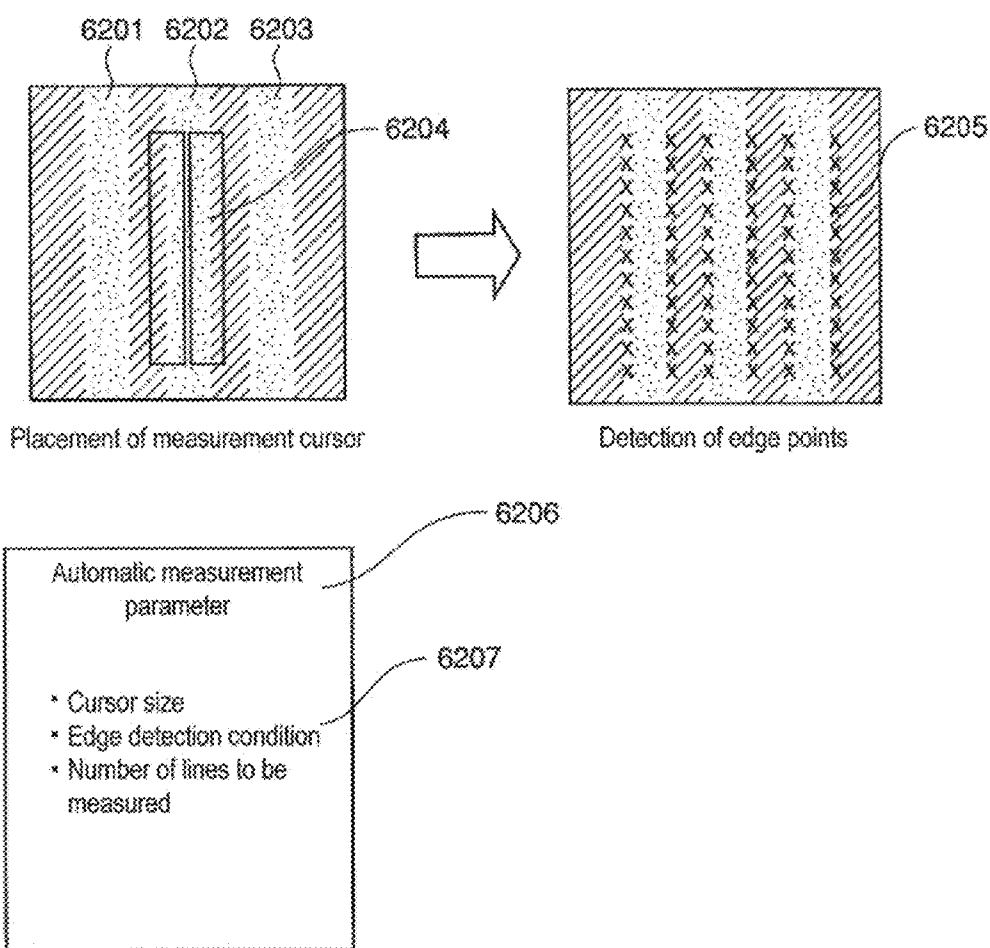 6201 6202 6203
6204
6205
Placement of measurement cursor
Detection of edge points
6206
Automatic measurement
parameter
6207
* Cursor size
* Edge detection condition
* Number of lines to be
measured